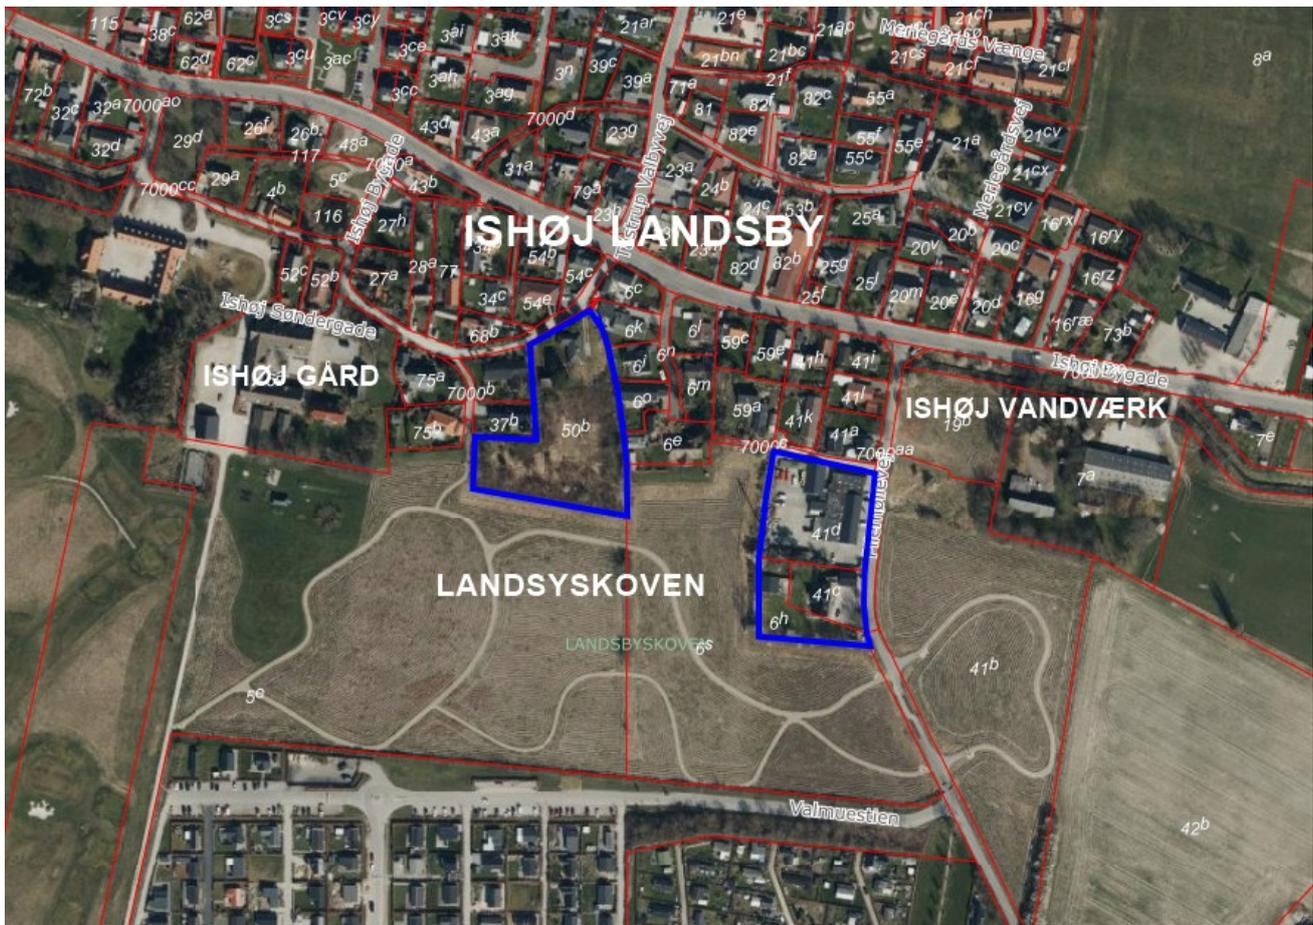 115
38c
62a
3cs
3cv
3cy
3ai
3ak
21ar
21e
21ap
21ch
Merlegårds Vænge
62d
62c
3cu
3ac
3ce
3n
39c
21bn
21bc
21cs
21cf
21cl
8a
72b
32c
32a
7000ao
3cc
3ah
3ag
39a
71a
21f
82c
55a
29d
26f
26b
48a
43d
43a
7000d
23g
81
82f
82e
55f
55e
21a
21cv
32d
117
7000a
31a
23a
82a
55c
Merlegårdsvej
7000cc
29a
4b
5c
43b
79a
24b
21cx
116
27h
Ishøj Bygade
Tåstrup Valbyvej
24c
53b
25a
21cy
16rx
ISHØJ LANDSBY
20v
20b
20c
16ry
52c
52b
27a
28a
77
54b
54c
82d
82b
25g
25l
16rz
Ishøj Søndergade
34c
54e
6c
25f
20m
20e
20d
16g
16ræ
73b
68b
6k
6l
59c
59e
41i
Ishøj Bygade
ISHØJ GÅRD
75a
7000b
6i
6n
6m
41l
ISHØJ VANDVÆRK
19b
75b
37b
50b
6o
6e
59a
41k
41a
7e
7000aa
7a
41d
LANDSYSKOVEN
41c
6h
LANDSBYSKOVEN
6s
5e
41b
Valmuestien
42b